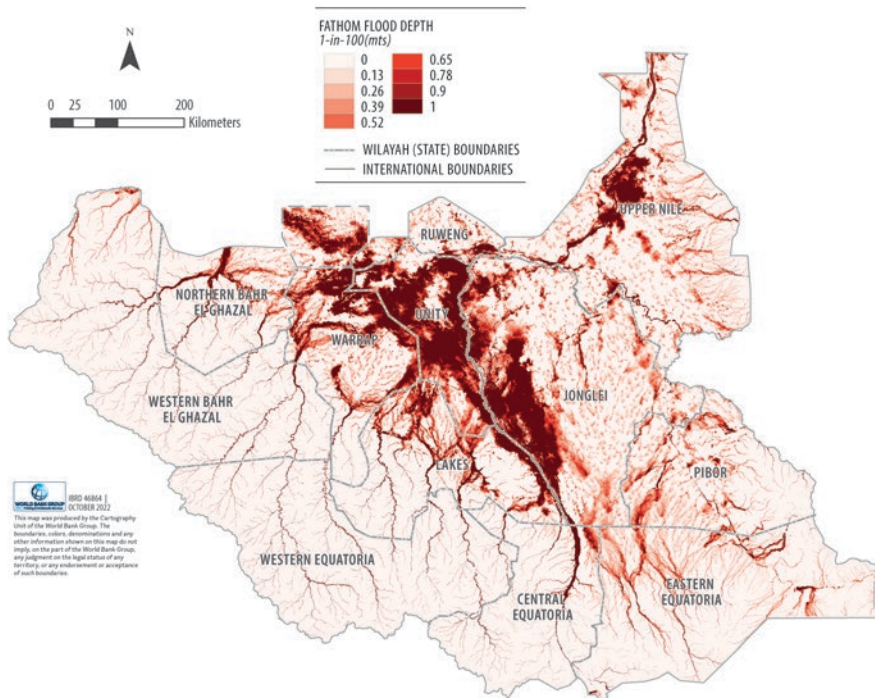 N
0 25 100 200
Kilometers
FATHOM FLOOD DEPTH
1-in-100(mts)
0 0.65
0.13 0.78
0.26 0.9
0.39 1
0.52
WILAYAH (STATE) BOUNDARIES
INTERNATIONAL BOUNDARIES
UPPER NILE
RUWENG
NORTHERN BAHR
EL GHAZAL
UNITY
WARRAP
JONGLEI
WESTERN BAHR
EL GHAZAL
LAKES
PIBOR
WESTERN EQUATORIA
CENTRAL
EQUATORIA
EASTERN
EQUATORIA
WORLD BANK GROUP
IBRD 46864 |
OCTOBER 2022
This map was produced by the Cartography
Unit of the World Bank Group. The
boundaries, colors, denominations and any
other information shown on this map do not
imply, on the part of the World Bank Group,
any judgment on the legal status of any
territory, or any endorsement or acceptance
of such boundaries.